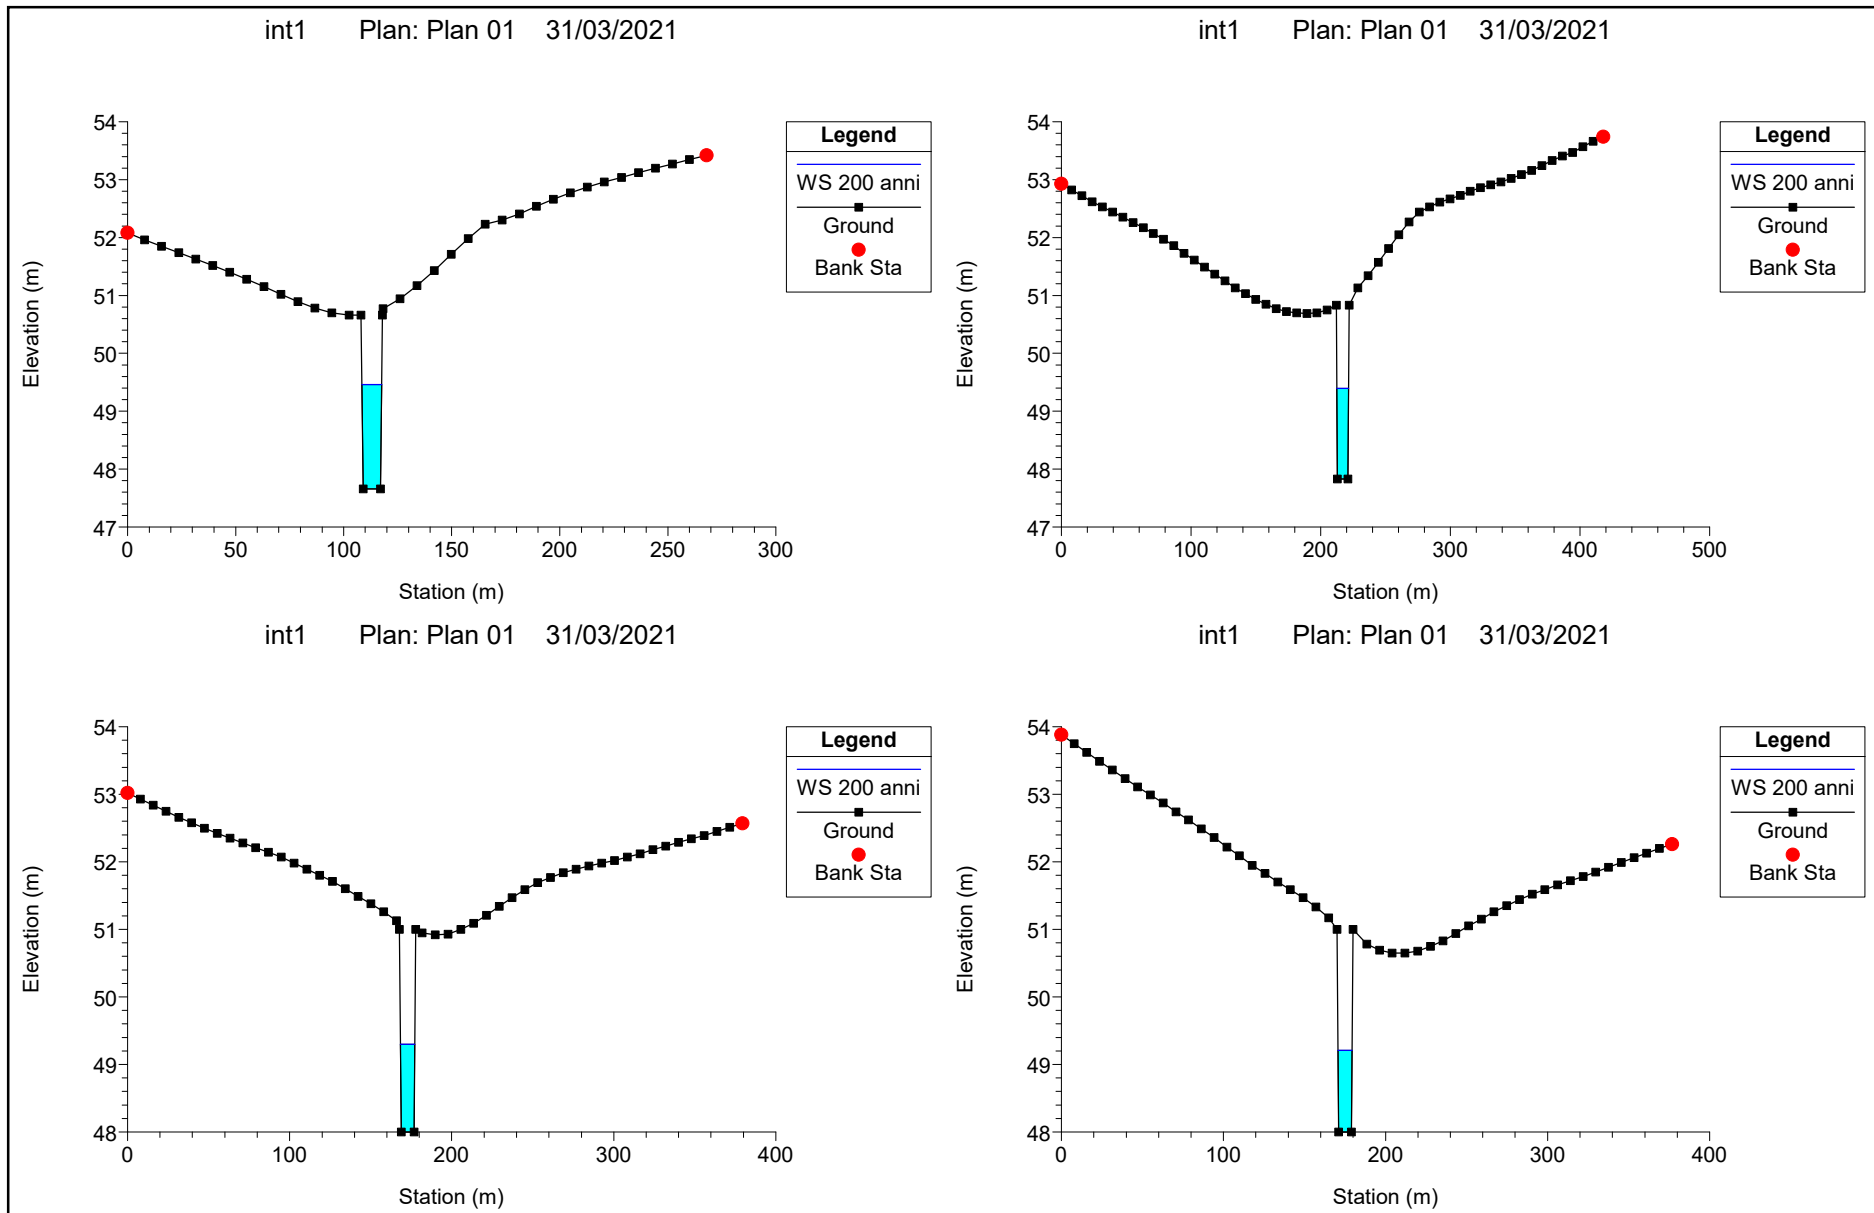 int1 Plan: Plan 01 31/03/2021
54
53
52
51
50
49
48
47
Elevation (m)
0 50 100 150 200 250 300
Station (m)
Legend
WS 200 anni
Ground
Bank Sta
int1 Plan: Plan 01 31/03/2021
54
53
52
51
50
49
48
47
Elevation (m)
0 100 200 300 400 500
Station (m)
Legend
WS 200 anni
Ground
Bank Sta
int1 Plan: Plan 01 31/03/2021
54
53
52
51
50
49
48
Elevation (m)
0 100 200 300 400
Station (m)
Legend
WS 200 anni
Ground
Bank Sta
int1 Plan: Plan 01 31/03/2021
54
53
52
51
50
49
48
Elevation (m)
0 100 200 300 400
Station (m)
Legend
WS 200 anni
Ground
Bank Sta